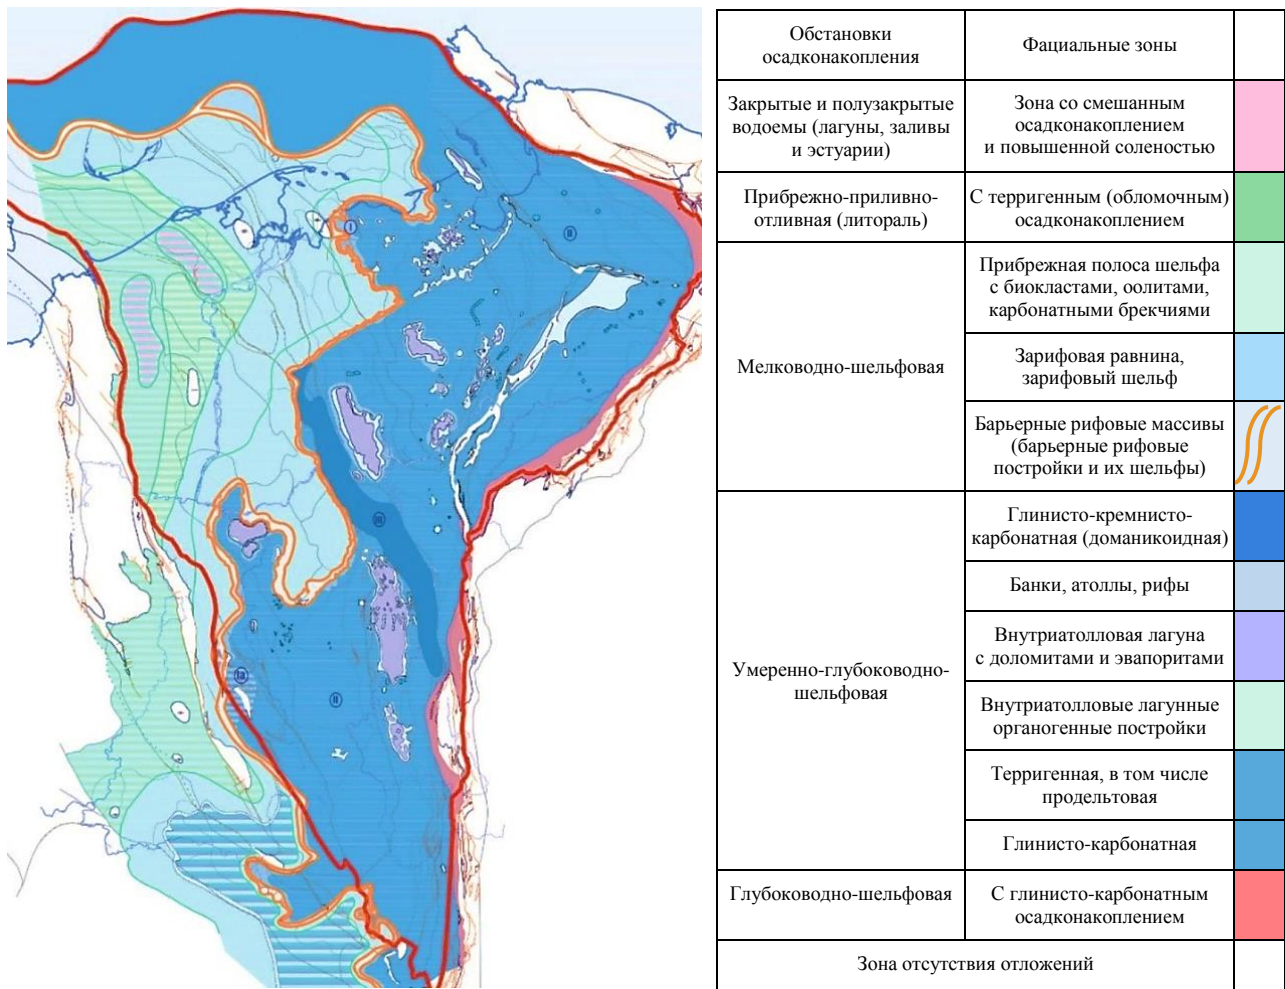 Обстановки
осадконакопления
Фациальные зоны
Закрытые и полузакрытые
водоемы (лагуны, заливы
и эстуарии)
Зона со смешанным
осадконакоплением
и повышенной соленостью
Прибрежно-приливно-
отливная (литораль)
С терригенным (обломочным)
осадконакоплением
Мелководно-шельфовая
Прибрежная полоса шельфа
с биокластами, оолитами,
карбонатными брекчиями
Зарифовая равнина,
зарифовый шельф
Барьерные рифовые массивы
(барьерные рифовые
постройки и их шельфы)
Умеренно-глубоководно-
шельфовая
Глинисто-кремнисто-
карбонатная (доманикоидная)
Банки, атоллы, рифы
Внутриатолловая лагуна
с доломитами и эвапоритами
Внутриатолловые лагунные
органогенные постройки
Терригенная, в том числе
продельтовая
Глинисто-карбонатная
Глубоководно-шельфовая
С глинисто-карбонатным
осадконакоплением
Зона отсутствия отложений
I
II
III
Iа
II